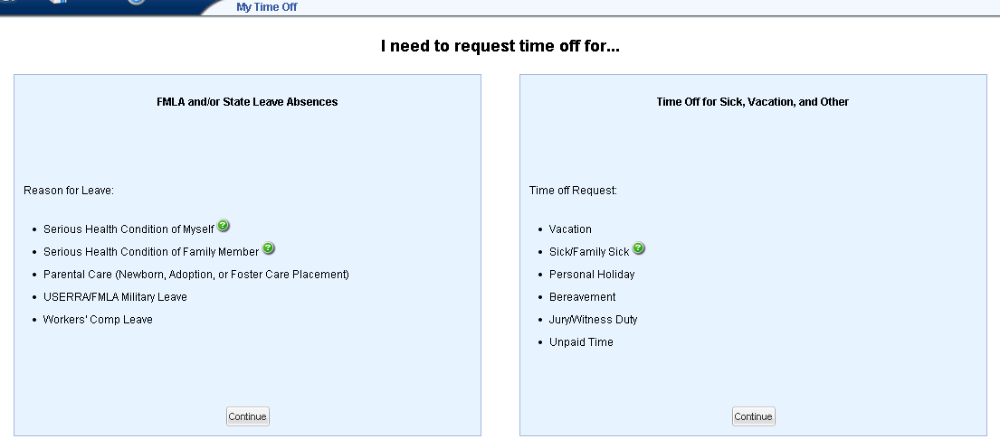 My Time Off
I need to request time off for...
FMLA and/or State Leave Absences
Reason for Leave:
• Serious Health Condition of Myself ?
• Serious Health Condition of Family Member ?
• Parental Care (Newborn, Adoption, or Foster Care Placement)
• USERRA/FMLA Military Leave
• Workers' Comp Leave
Continue
Time Off for Sick, Vacation, and Other
Time off Request:
• Vacation
• Sick/Family Sick ?
• Personal Holiday
• Bereavement
• Jury/Witness Duty
• Unpaid Time
Continue